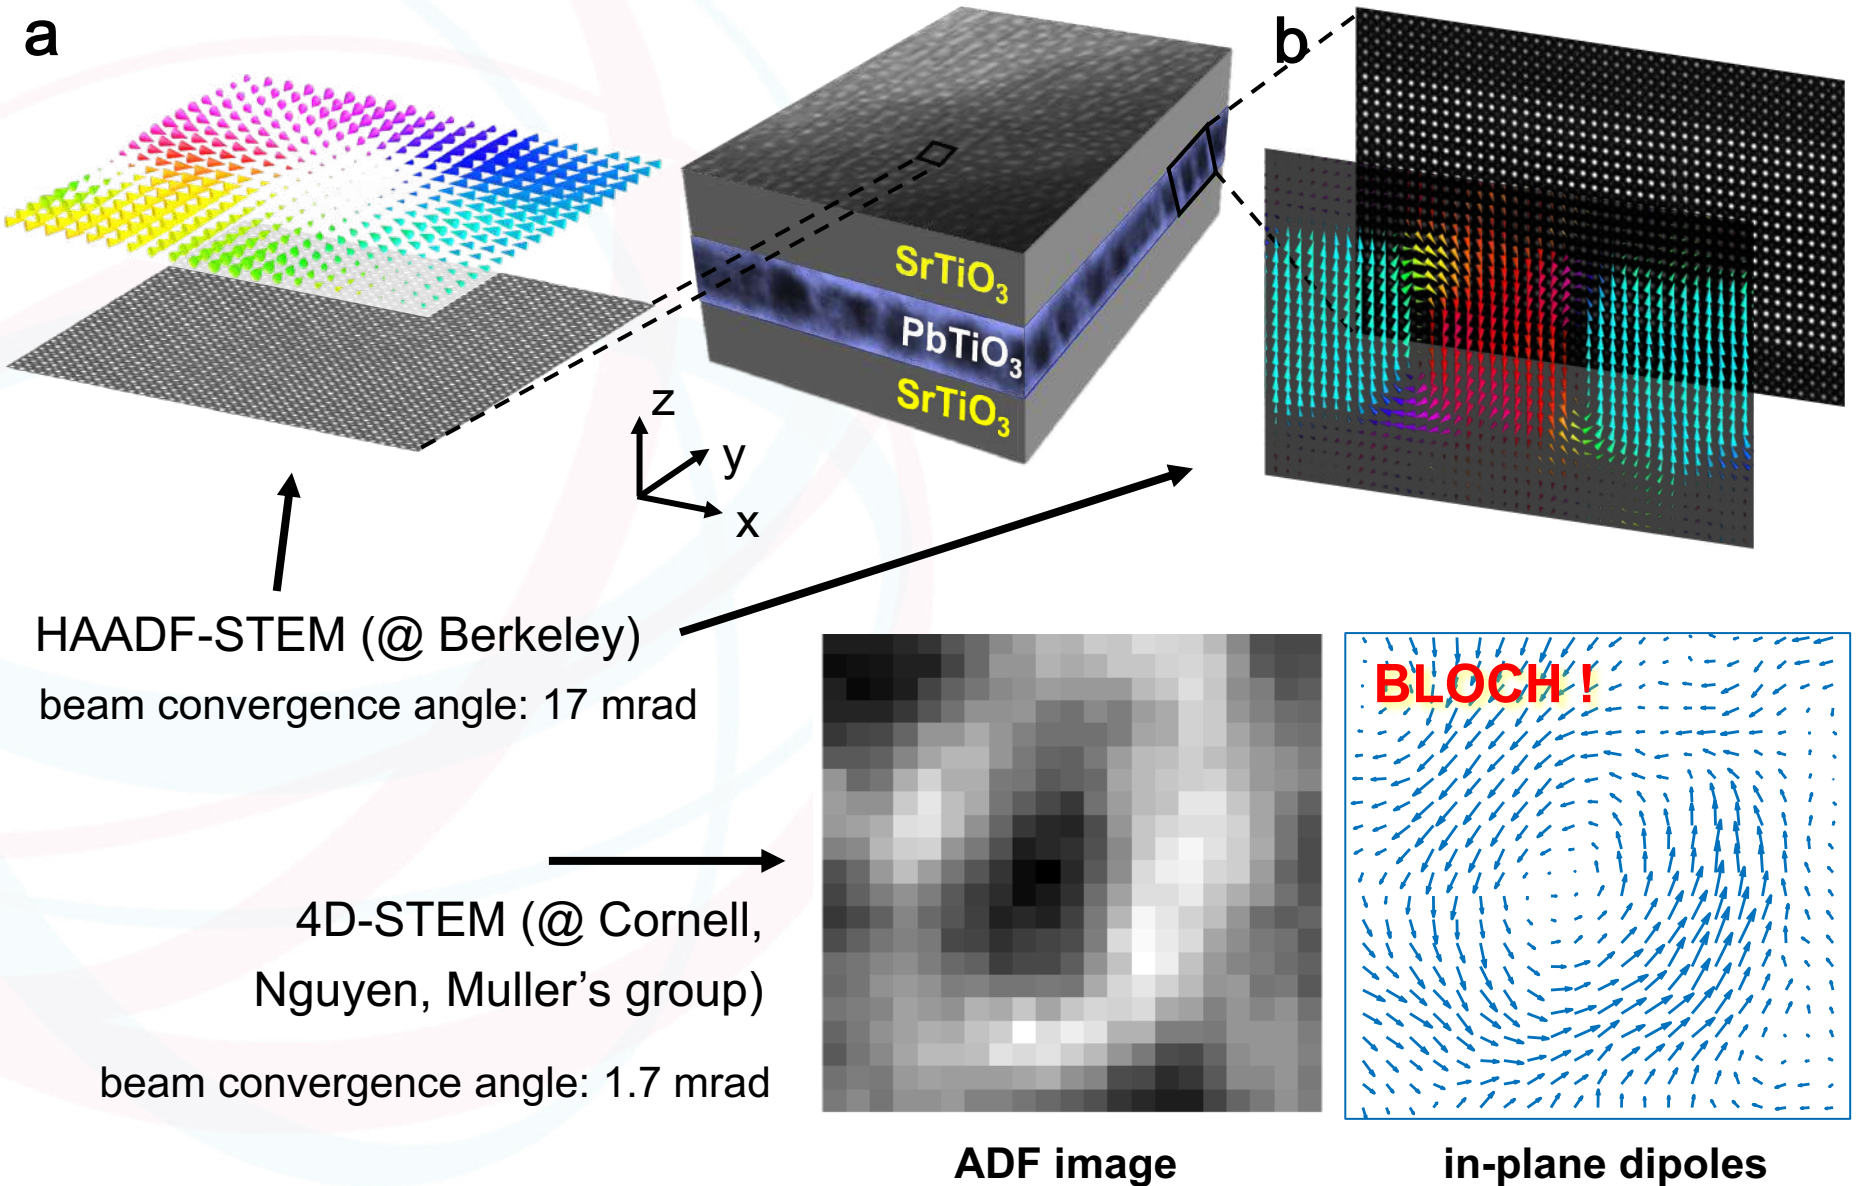 a
b
SrTiO₃
PbTiO₃
SrTiO₃
z
y
x
HAADF-STEM (@ Berkeley)
beam convergence angle: 17 mrad
4D-STEM (@ Cornell,
Nguyen, Muller’s group)
beam convergence angle: 1.7 mrad
BLOCH !
ADF image
in-plane dipoles